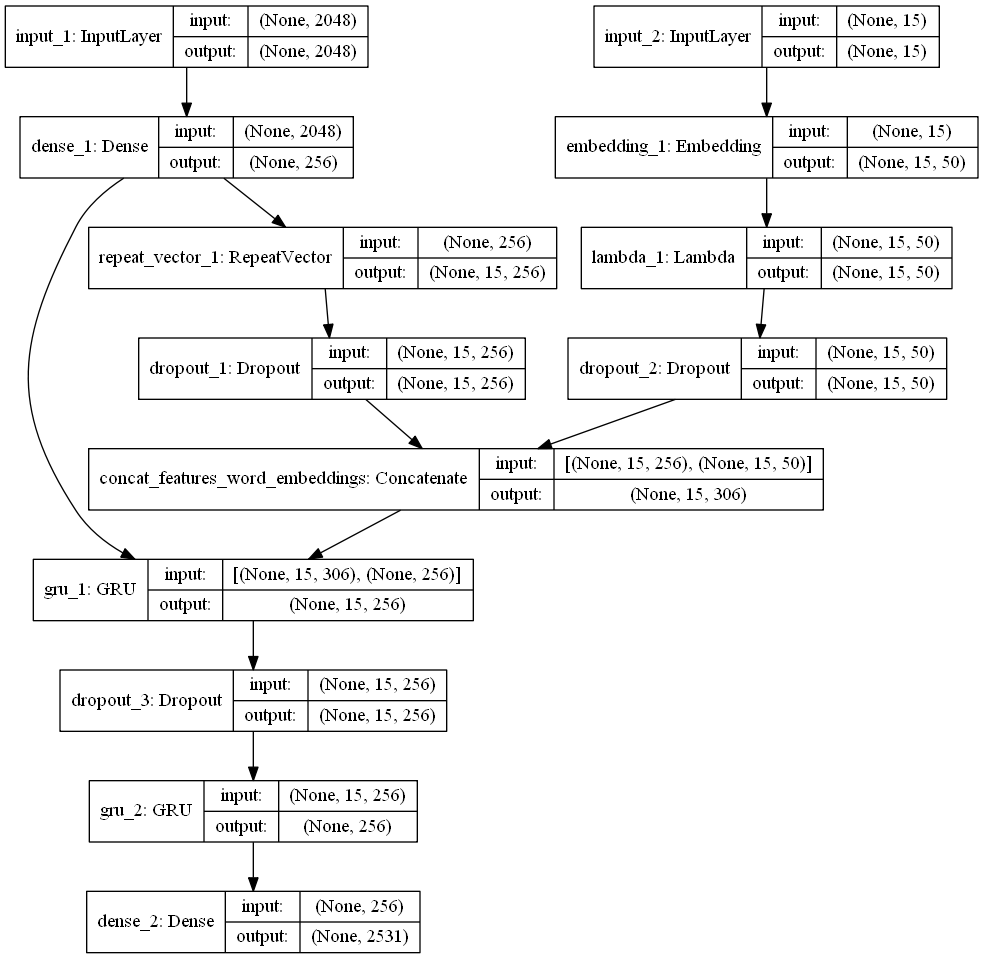 input_1: InputLayer
input: (None, 2048)
output: (None, 2048)
input_2: InputLayer
input: (None, 15)
output: (None, 15)
dense_1: Dense
input: (None, 2048)
output: (None, 256)
embedding_1: Embedding
input: (None, 15)
output: (None, 15, 50)
repeat_vector_1: RepeatVector
input: (None, 256)
output: (None, 15, 256)
lambda_1: Lambda
input: (None, 15, 50)
output: (None, 15, 50)
dropout_1: Dropout
input: (None, 15, 256)
output: (None, 15, 256)
dropout_2: Dropout
input: (None, 15, 50)
output: (None, 15, 50)
concat_features_word_embeddings: Concatenate
input: [(None, 15, 256), (None, 15, 50)]
output: (None, 15, 306)
gru_1: GRU
input: [(None, 15, 306), (None, 256)]
output: (None, 15, 256)
dropout_3: Dropout
input: (None, 15, 256)
output: (None, 15, 256)
gru_2: GRU
input: (None, 15, 256)
output: (None, 256)
dense_2: Dense
input: (None, 256)
output: (None, 2531)